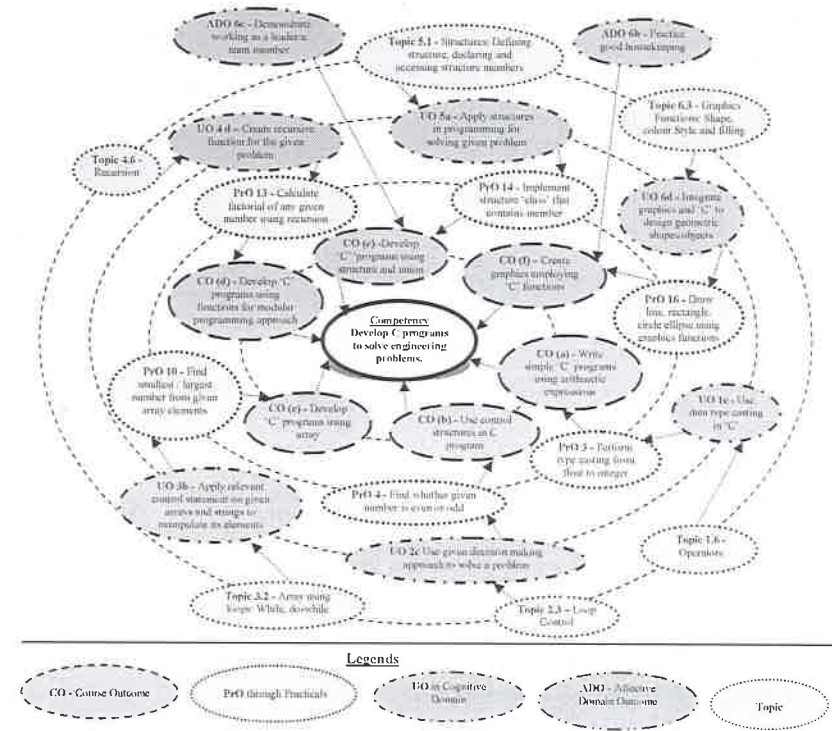 ADO 6c - Demonstrate
working as a leader/a
team member
Topic 5.1 - Structures: Defining
structure, declaring and
accessing structure members
ADO 6b - Practice
good housekeeping
Topic 6.3 - Graphics
Functions: Shape,
colour Style and filling
Topic 4.6 -
Recursion
UO 4d – Create recursive
function for the given
problem
UO 5a – Apply structures
in programming for
solving given problem
PrO 13 - Calculate
factorial of any given
number using recursion
PrO 14 - Implement
structure 'class' that
contains member
UO 6d - Integrate
graphics and 'C' to
design geometric
shapes/objects
CO (d) - Develop 'C'
programs using
functions for modular
programming approach
CO (e) -Develop
'C' programs using
structure and union
CO (f) - Create
graphics employing
'C' functions
PrO 16 - Draw
line, rectangle,
circle ellipse using
graphics functions
Competency
Develop C programs
to solve engineering
problems.
PrO 10 - Find
smallest / largest
number from given
array elements
CO (a) - Write
simple 'C' programs
using arithmetic
expressions
UO 1e - Use
data type casting
in 'C'
CO (c) - Develop
'C' programs using
array
CO (b) - Use control
structures in C
program
PrO 3 - Perform
type casting from
float to integer
UO 3b - Apply relevant
control statement on given
arrays and strings to
manipulate its elements
PrO 4 - Find whether given
number is even or odd
UO 2c Use given decision making
approach to solve a problem
Topic 1.6 -
Operators
Topic 3.2 - Array using
loops: While, dowhile
Topic 2.3 – Loop
Control
Legends
CO - Course Outcome
PrO through Practicals
UO in Cognitive
Domain
ADO - Affective
Domain Outcome
Topic